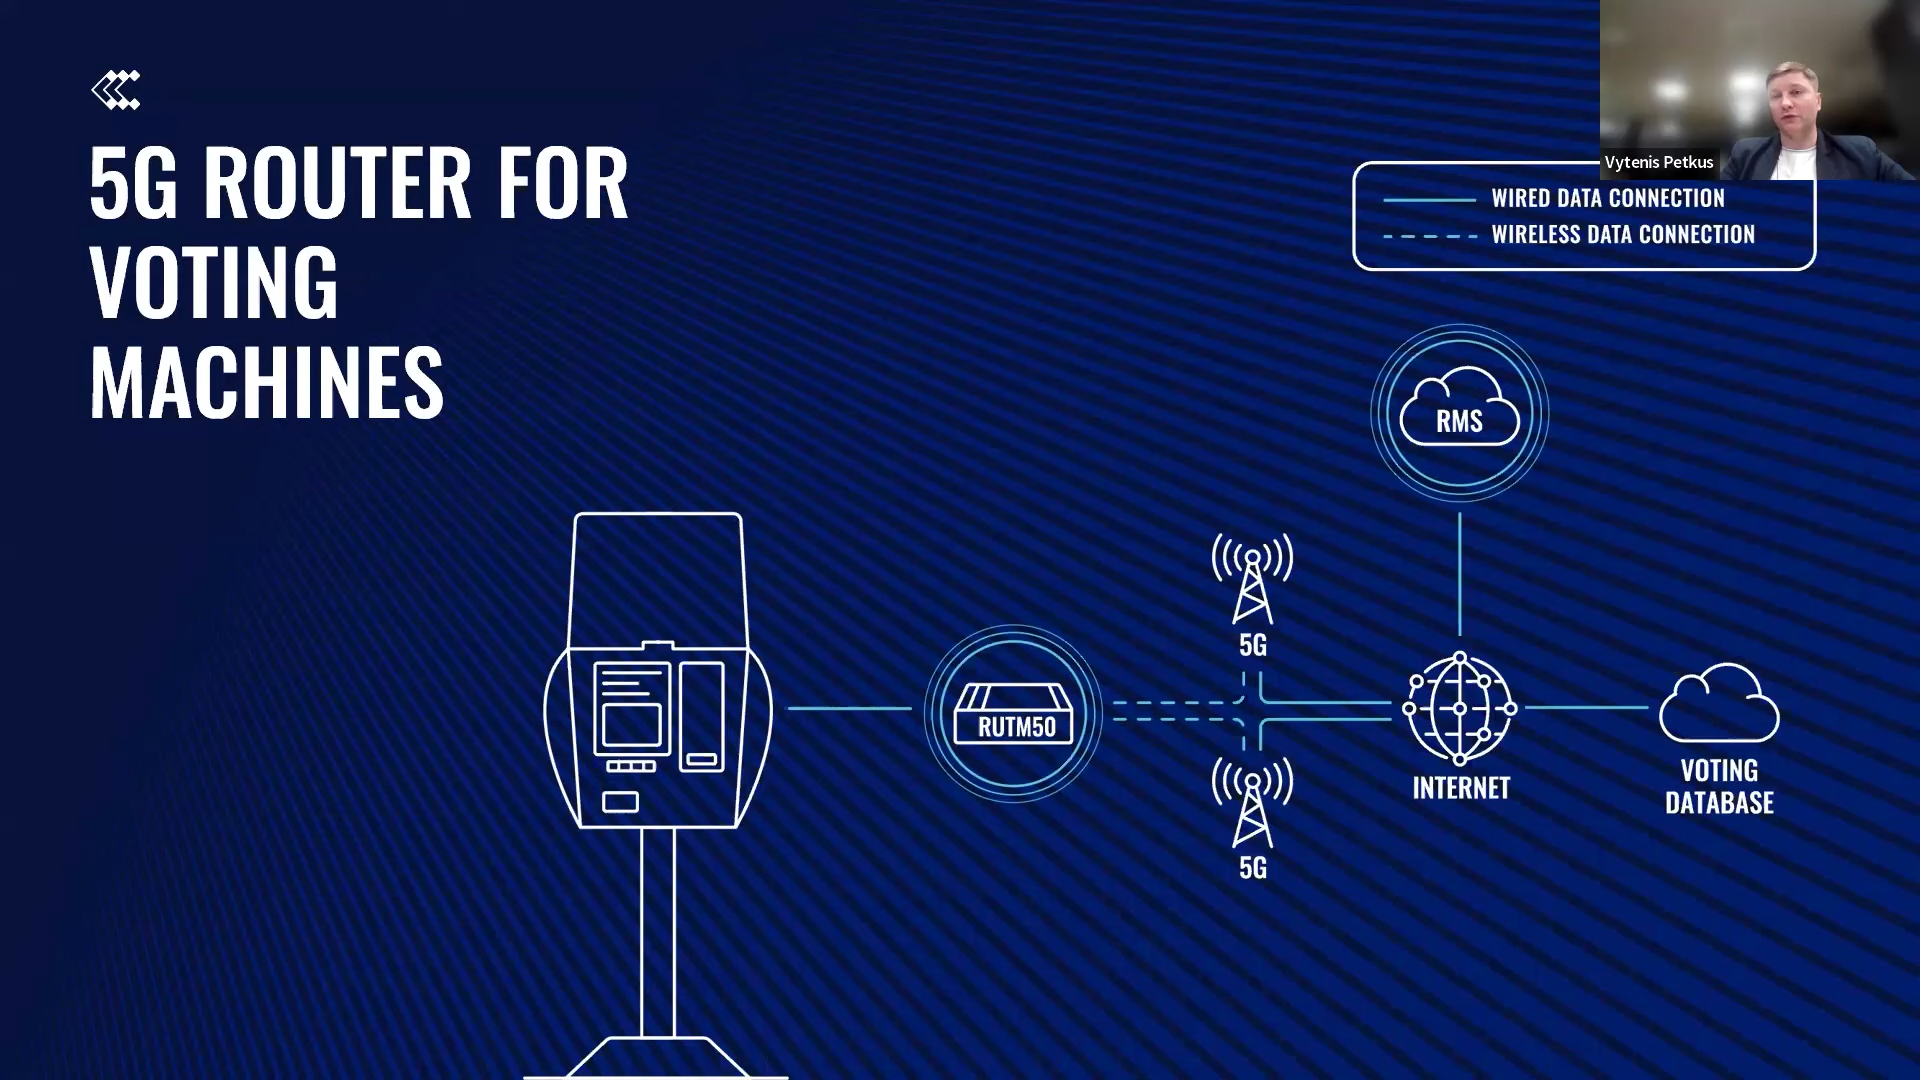 5G ROUTER FOR
VOTING
MACHINES
Vytenis Petkus
WIRED DATA CONNECTION
WIRELESS DATA CONNECTION
RMS
5G
RUTM50
5G
INTERNET
VOTING
DATABASE